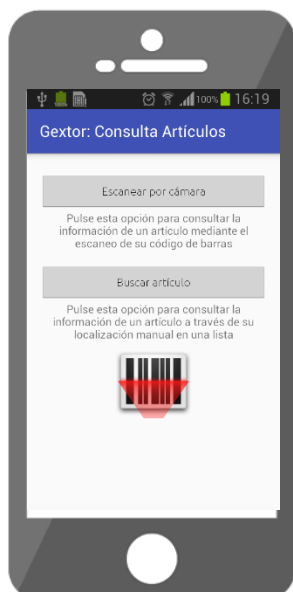 100% 16:19
Gextor: Consulta Artículos
Escanear por cámara
Pulse esta opción para consultar la
información de un articulo mediante el
escaneo de su código de barras
Buscar artículo
Pulse esta opción para consultar la
información de un artículo a través de su
localización manual en una lista